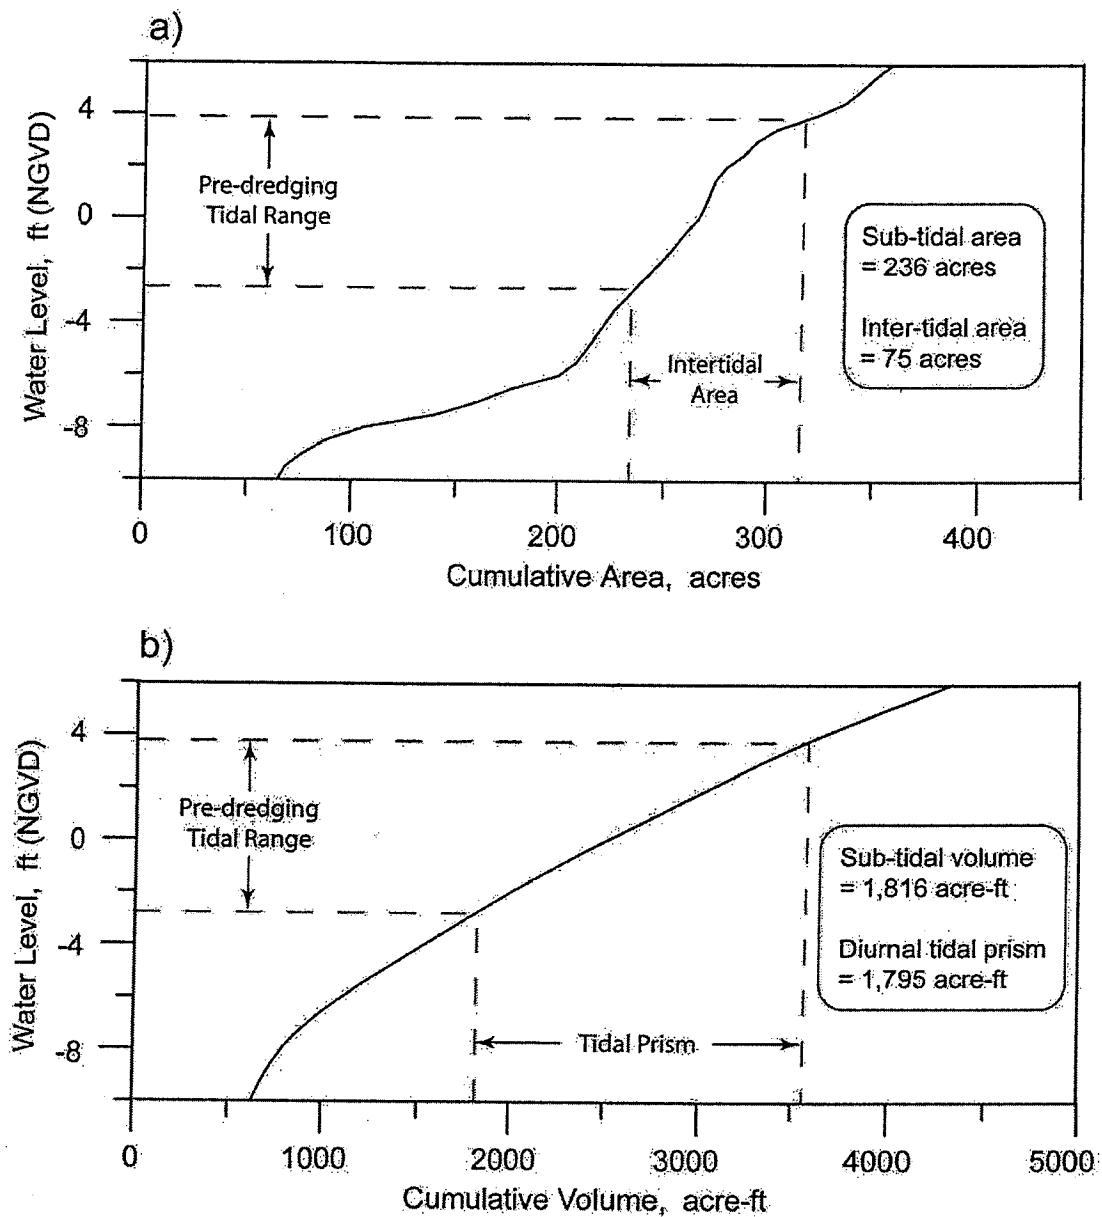 a)
4
0
-4
-8
Water Level, ft (NGVD)
Pre-dredging
Tidal Range
Intertidal
Area
Sub-tidal area
= 236 acres
Inter-tidal area
= 75 acres
0
100
200
300
400
Cumulative Area, acres
b)
4
0
-4
-8
Water Level, ft (NGVD)
Pre-dredging
Tidal Range
Tidal Prism
Sub-tidal volume
= 1,816 acre-ft
Diurnal tidal prism
= 1,795 acre-ft
0
1000
2000
3000
4000
5000
Cumulative Volume, acre-ft